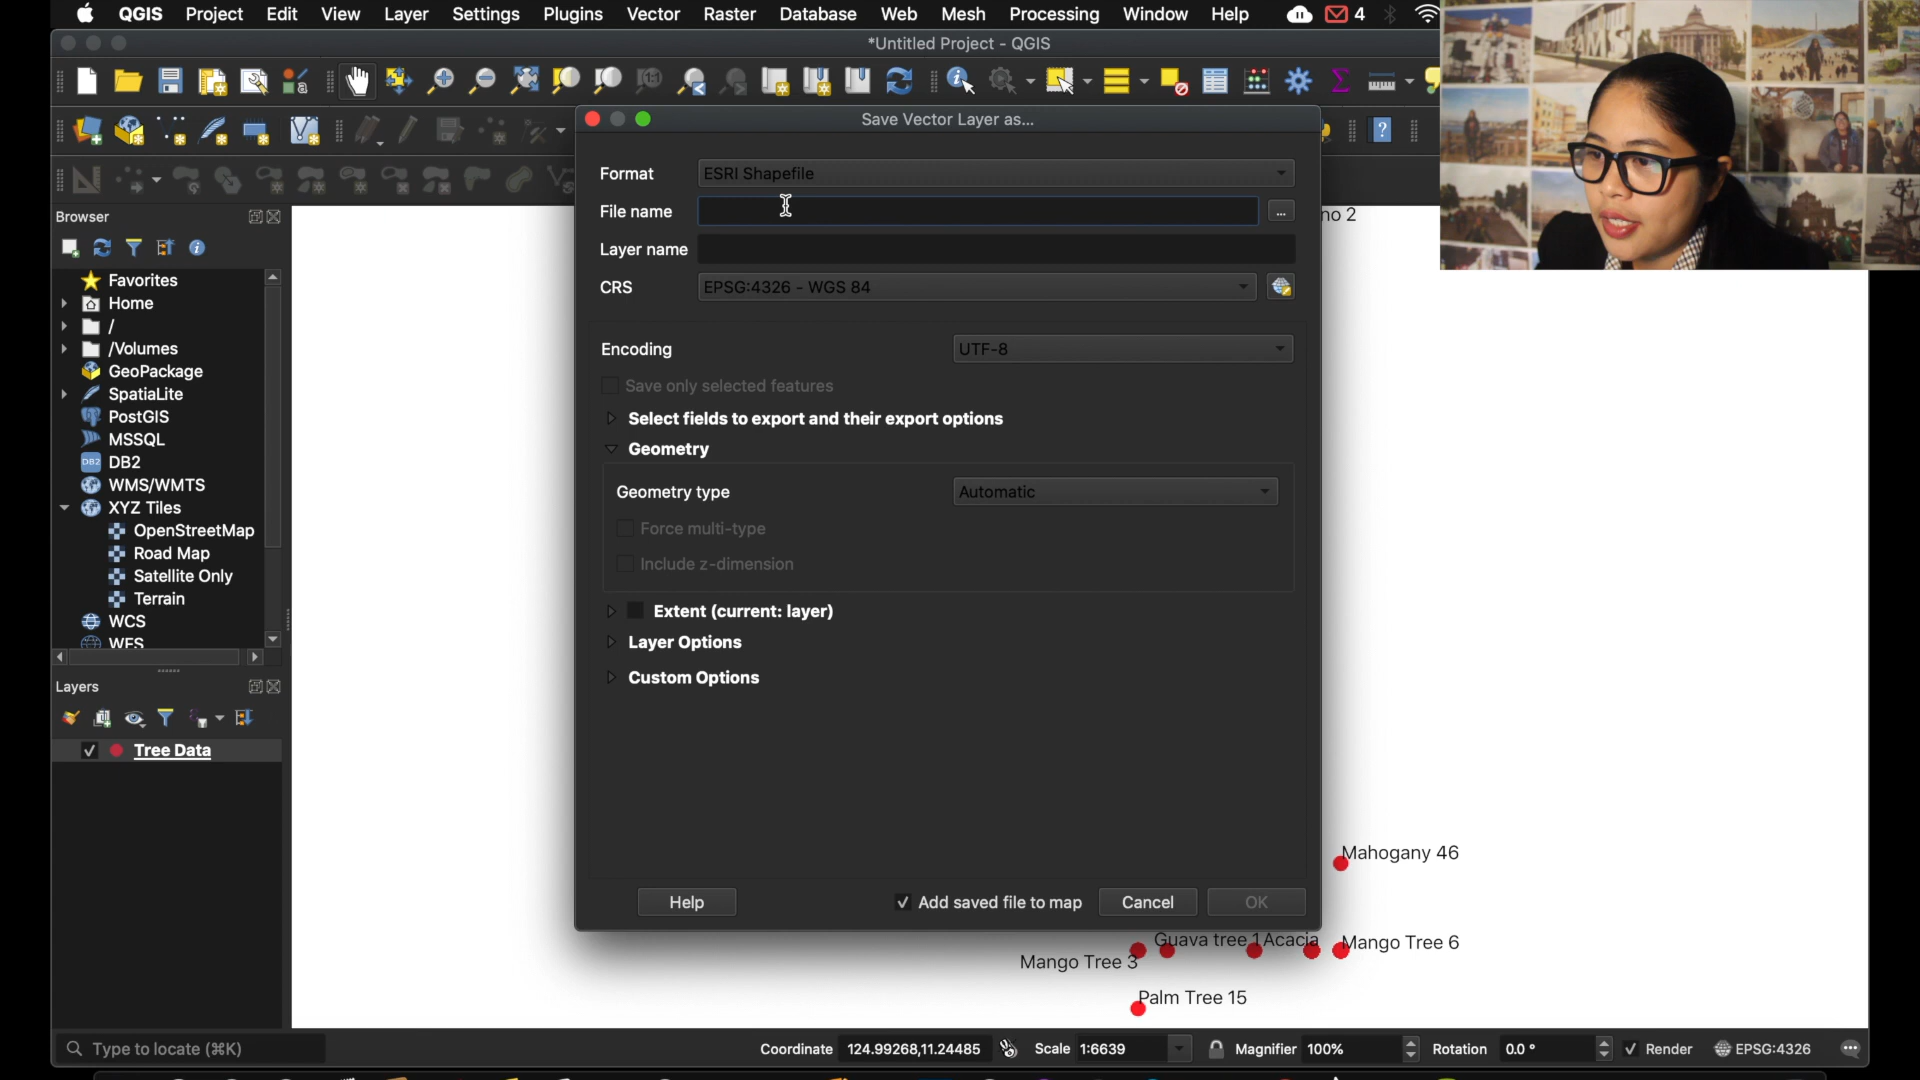 QGIS Project Edit View Layer Settings Plugins Vector Raster Database Web Mesh Processing Window Help 4
*Untitled Project - QGIS
Save Vector Layer as...
Format ESRI Shapefile
File name ...
Layer name
CRS EPSG:4326 - WGS 84
Encoding UTF-8
Save only selected features
Select fields to export and their export options
Geometry
Geometry type Automatic
Force multi-type
Include z-dimension
Extent (current: layer)
Layer Options
Custom Options
Help Add saved file to map Cancel OK
Browser
Favorites
Home
/
/Volumes
GeoPackage
SpatiaLite
PostGIS
MSSQL
DB2 DB2
WMS/WMTS
XYZ Tiles
OpenStreetMap
Road Map
Satellite Only
Terrain
WCS
WFS
Layers
Tree Data
no 2
Mahogany 46
Guava tree 1 Acacia
Mango Tree 6
Mango Tree 3
Palm Tree 15
Type to locate (⌘K) Coordinate 124.99268,11.24485 Scale 1:6639 Magnifier 100% Rotation 0.0 ° Render EPSG:4326